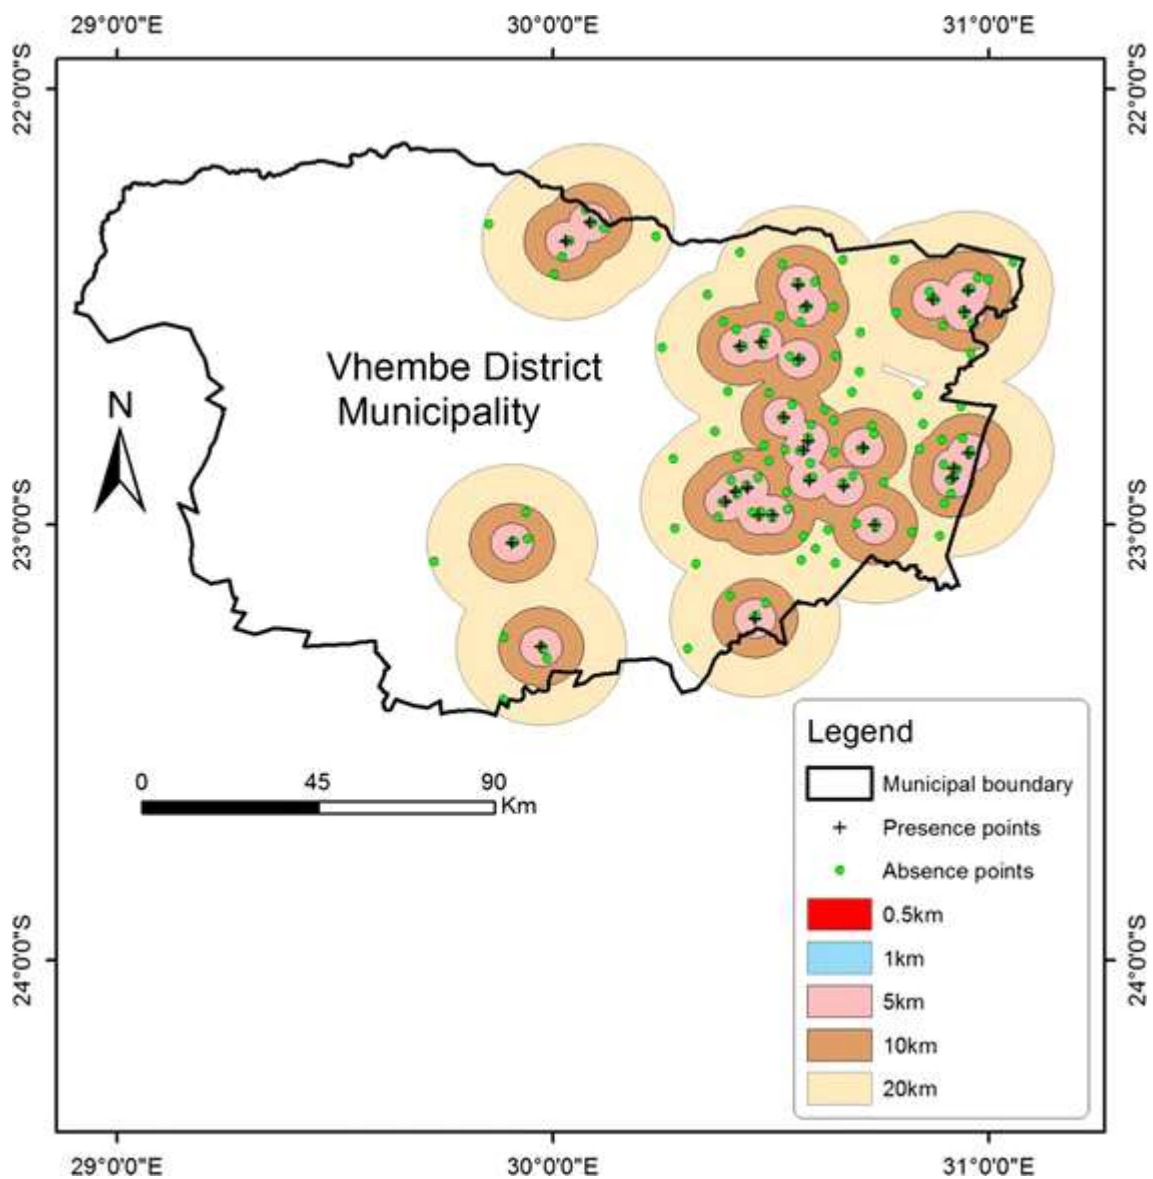 29°0'0"E 30°0'0"E 31°0'0"E
22°0'0"S 22°0'0"S
Vhembe District
Municipality
N
23°0'0"S 23°0'0"S
Legend
0 45 90
Km
Municipal boundary
Presence points
Absence points
0.5km
1km
24°0'0"S 24°0'0"S
5km
10km
20km
29°0'0"E 30°0'0"E 31°0'0"E